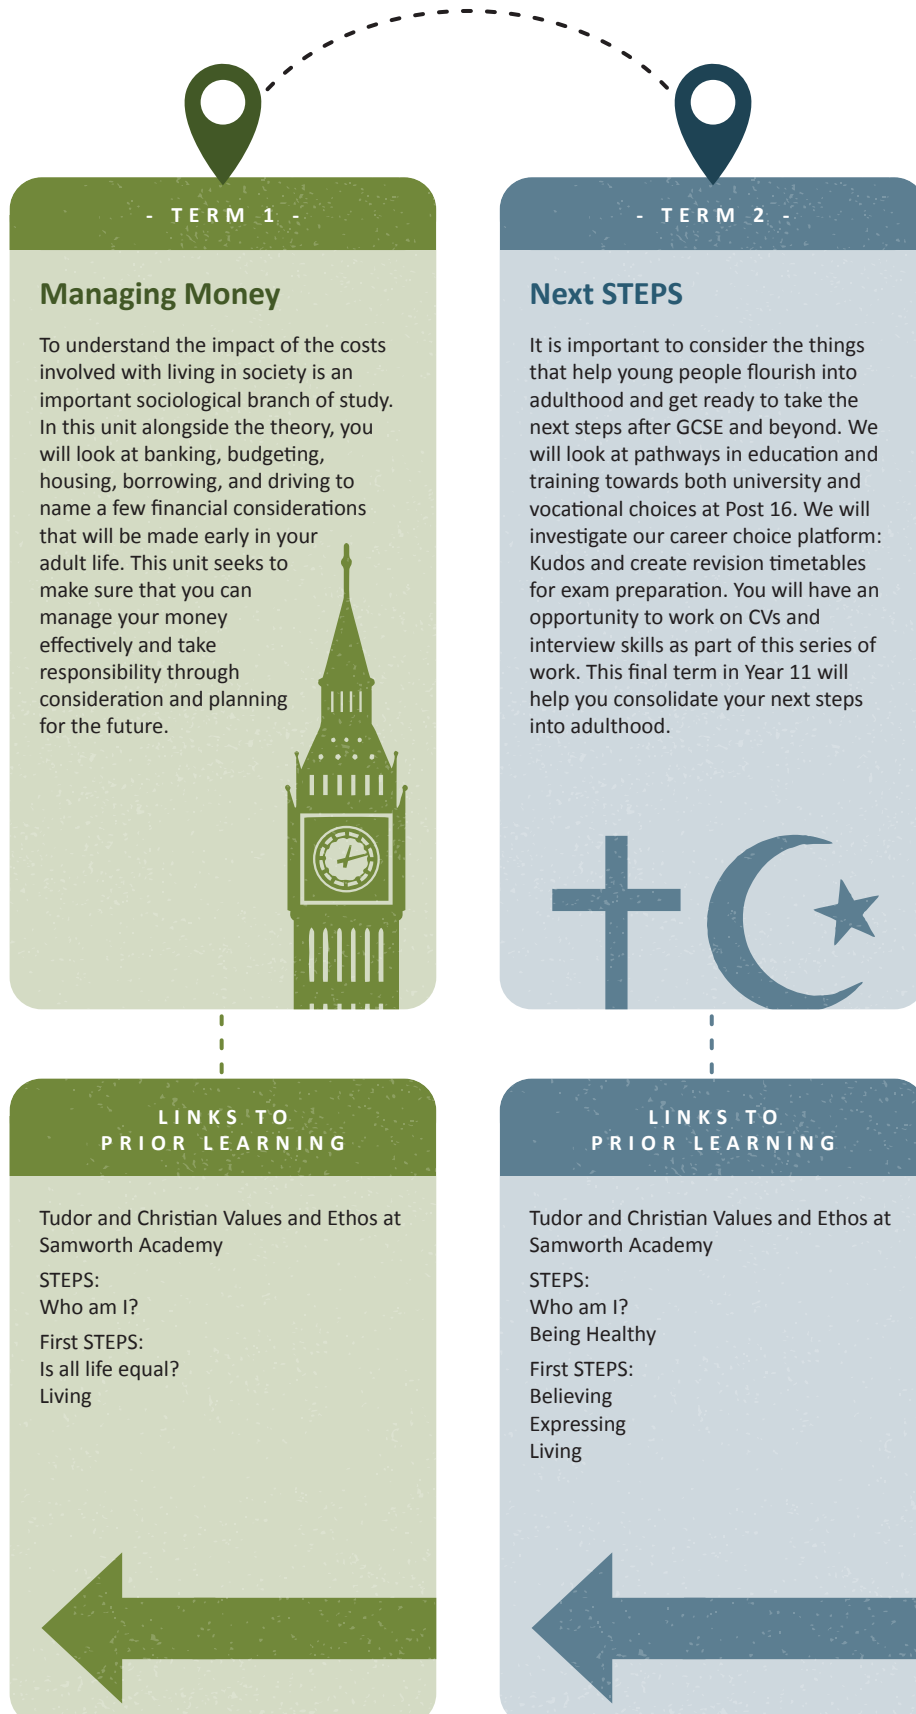 - TERM 1 -
Managing Money
To understand the impact of the costs
involved with living in society is an
important sociological branch of study.
In this unit alongside the theory, you
will look at banking, budgeting,
housing, borrowing, and driving to
name a few financial considerations
that will be made early in your
adult life. This unit seeks to
make sure that you can
manage your money
effectively and take
responsibility through
consideration and planning
for the future.
LINKS TO
PRIOR LEARNING
Tudor and Christian Values and Ethos at
Samworth Academy
STEPS:
Who am I?
First STEPS:
Is all life equal?
Living
- TERM 2 -
Next STEPS
It is important to consider the things
that help young people flourish into
adulthood and get ready to take the
next steps after GCSE and beyond. We
will look at pathways in education and
training towards both university and
vocational choices at Post 16. We will
investigate our career choice platform:
Kudos and create revision timetables
for exam preparation. You will have an
opportunity to work on CVs and
interview skills as part of this series of
work. This final term in Year 11 will
help you consolidate your next steps
into adulthood.
LINKS TO
PRIOR LEARNING
Tudor and Christian Values and Ethos at
Samworth Academy
STEPS:
Who am I?
Being Healthy
First STEPS:
Believing
Expressing
Living